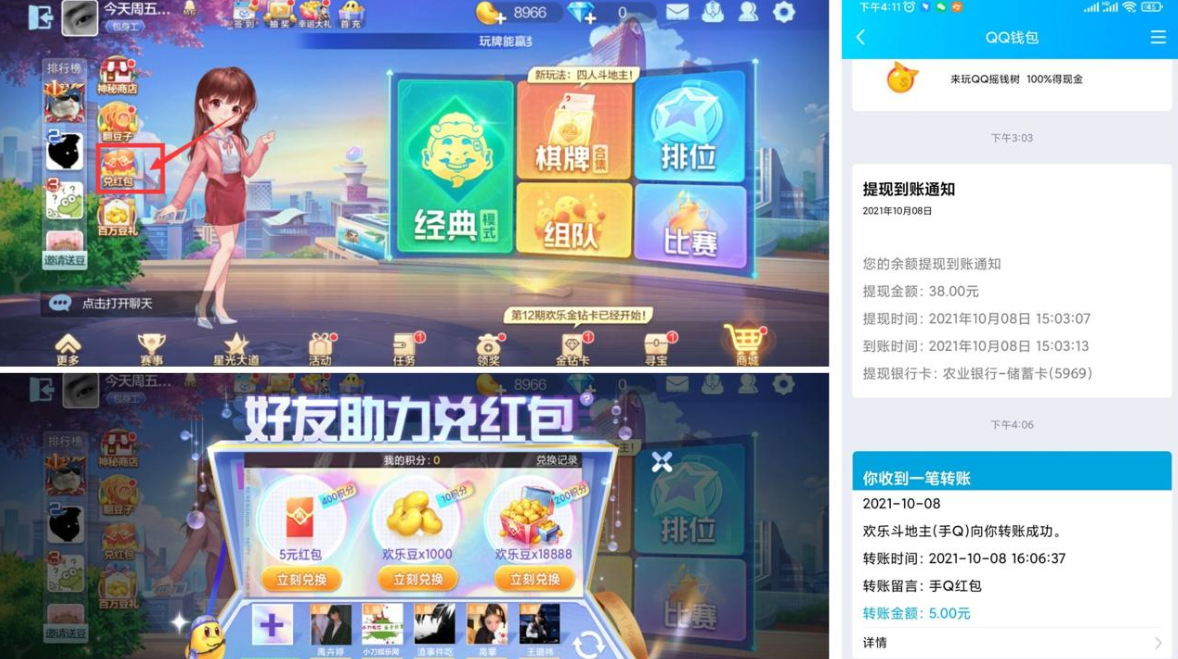 今天周五...
包身工
签到
抽奖
幸运大礼
首充
8966
0
玩牌能赢
排行榜
神秘商店
翻豆子
兑红包
百万豆礼
邀请送豆
点击打开聊天
新玩法：四人斗地主！
经典
模式
棋牌
合集
排位
组队
比赛
第12期欢乐金钻卡已经开始！
更多
赛事
星光大道
活动
任务
领奖
金钻卡
寻宝
商城
今天周五...
包身工
8966
0
排行榜
神秘商店
翻豆子
兑红包
百万豆礼
邀请送豆
好友助力兑红包
?
我的积分：0
兑换记录
400积分
10积分
200积分
5元红包
欢乐豆x1000
欢乐豆x18888
立刻兑换
立刻兑换
立刻兑换
主！
排位
比赛
禹卉婷
小刀娱乐网
渣事件吃
高攀
下午4:11
45
QQ钱包
来玩QQ摇钱树 100%得现金
下午3:03
提现到账通知
2021年10月08日
您的余额提现到账通知
提现金额：38.00元
提现时间：2021年10月08日 15:03:07
到账时间：2021年10月08日 15:03:13
提现银行卡：农业银行-储蓄卡(5969)
下午4:06
你收到一笔转账
2021-10-08
欢乐斗地主(手Q)向你转账成功。
转账时间：2021-10-08 16:06:37
转账留言：手Q红包
转账金额：5.00元
详情